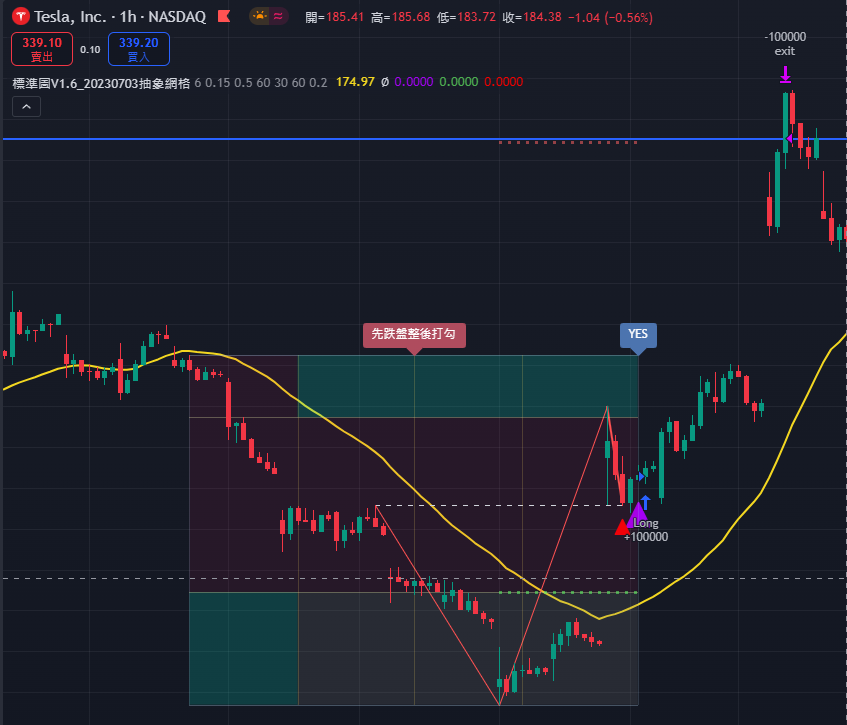 Tesla, Inc. · 1h · NASDAQ 開=185.41 高=185.68 低=183.72 收=184.38 −1.04 (−0.56%)
339.10 賣出 0.10 339.20 買入
標準圖V1.6_20230703抽象網格 6 0.15 0.5 60 30 60 0.2 174.97 Ø 0.0000 0.0000 0.0000
-100000
exit
先跌盤整後打勾
YES
Long
+100000